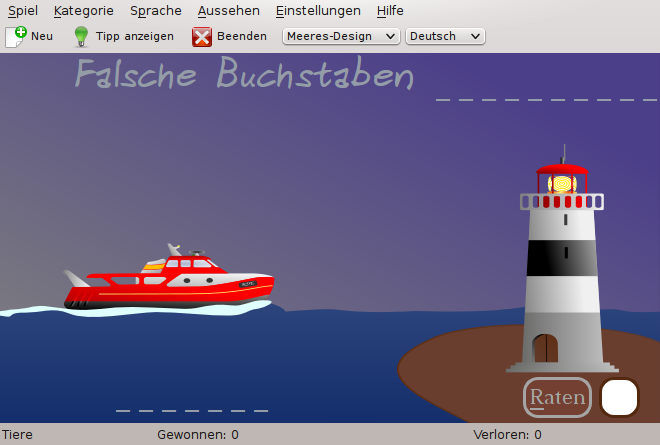 Spiel Kategorie Sprache Aussehen Einstellungen Hilfe
Neu Tipp anzeigen Beenden Meeres-Design Deutsch
Falsche Buchstaben
_ _ _ _ _ _ _ _ _ _
_ _ _ _ _ _ _
Raten
Tiere Gewonnen: 0 Verloren: 0